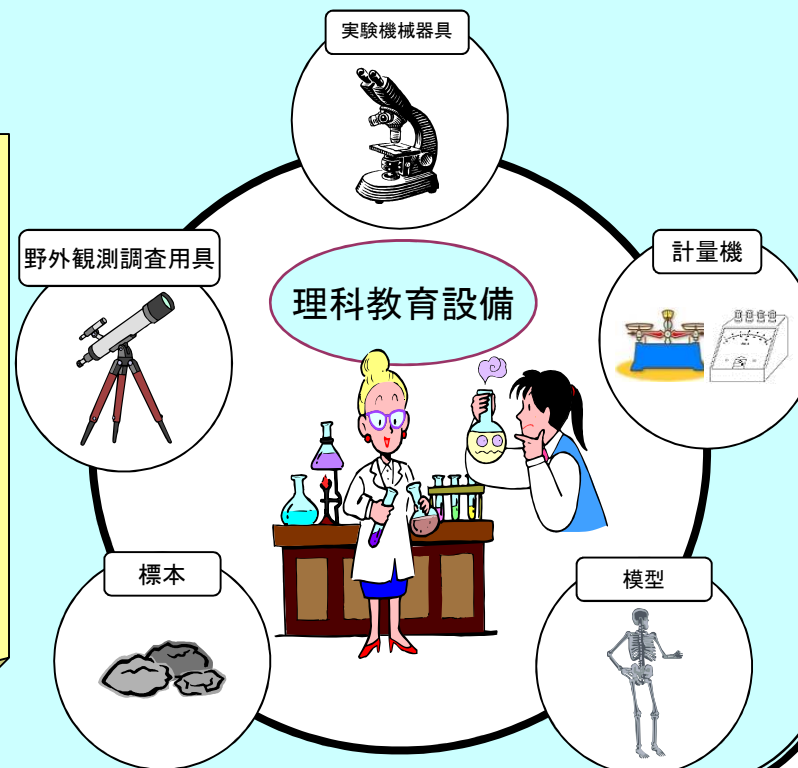 実験機械器具
野外観測調査用具
計量機
理科教育設備
標本
模型